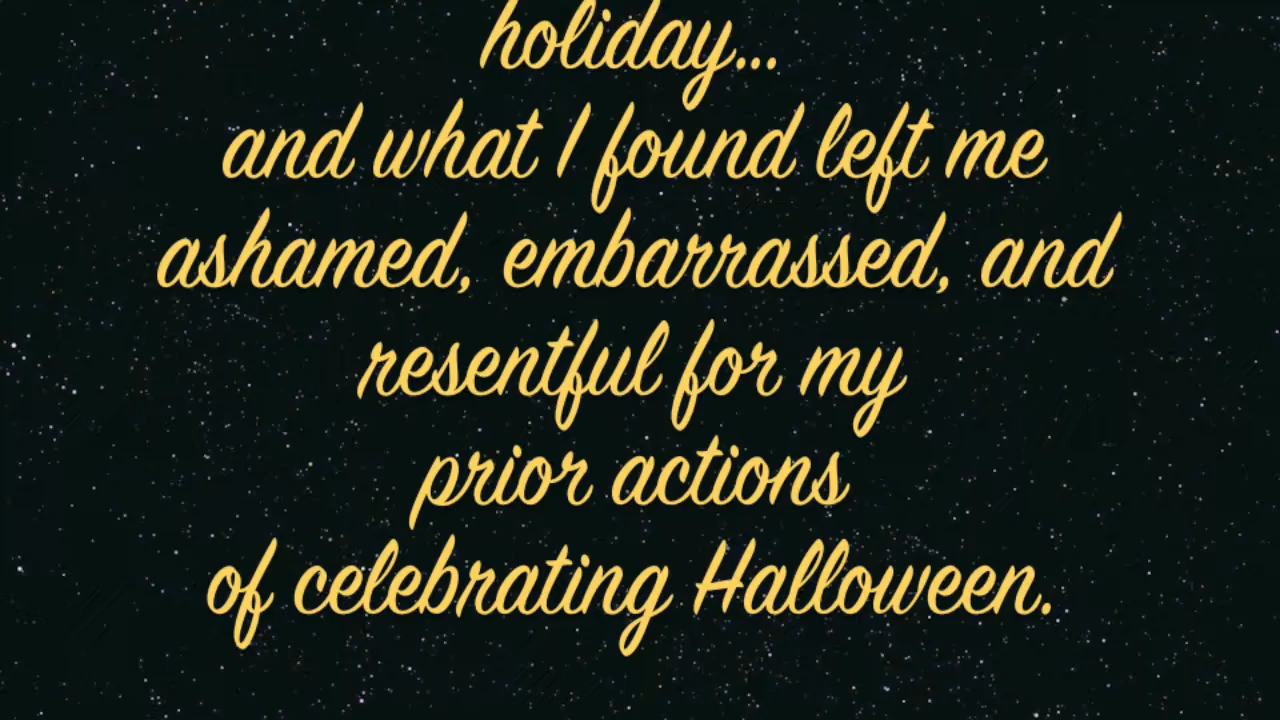 holiday...
and what I found left me
ashamed, embarrassed, and
resentful for my
prior actions
of celebrating Halloween.